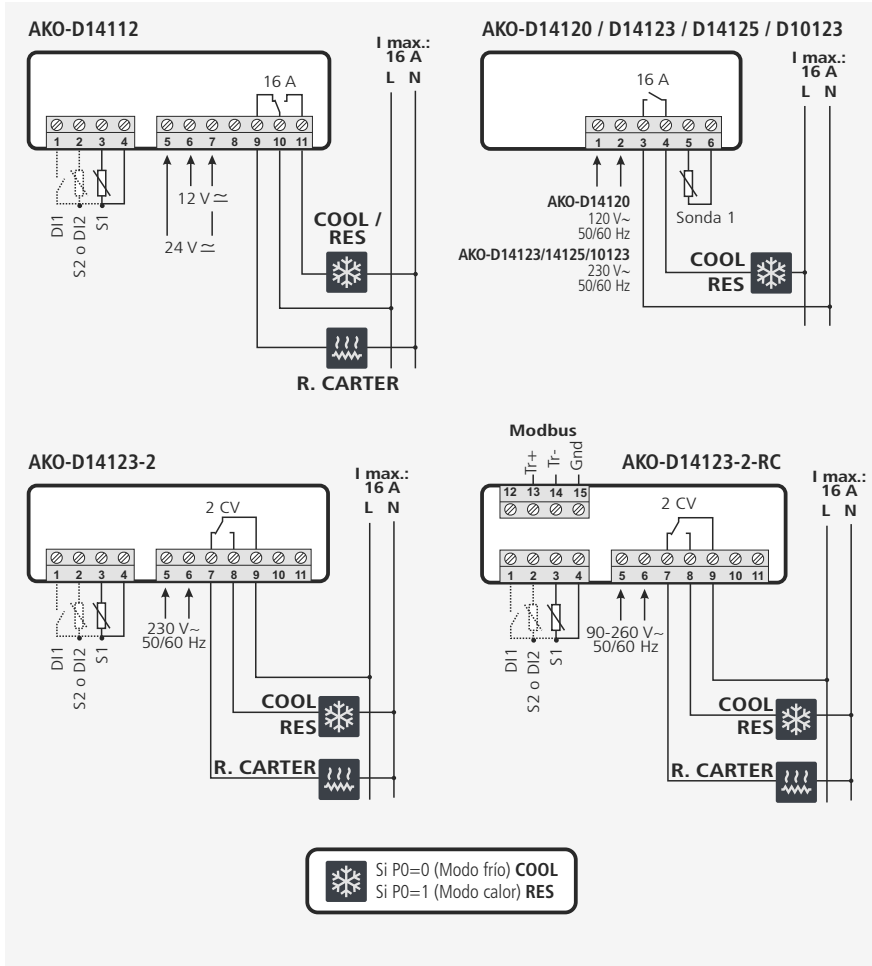 AKO-D14112
I max.:
16 A
L N
16 A
1 2 3 4 5 6 7 8 9 10 11
DI1
S2 o DI2
S1
12 V≂
24 V≂
COOL /
RES
R. CARTER
AKO-D14120 / D14123 / D14125 / D10123
I max.:
16 A
L N
16 A
1 2 3 4 5 6
AKO-D14120
120 V~
50/60 Hz
AKO-D14123/14125/10123
230 V~
50/60 Hz
Sonda 1
COOL
RES
AKO-D14123-2
I max.:
16 A
L N
2 CV
1 2 3 4 5 6 7 8 9 10 11
DI1
S2 o DI2
S1
230 V~
50/60 Hz
COOL
RES
R. CARTER
Modbus
Tr+
Tr-
Gnd
AKO-D14123-2-RC
I max.:
16 A
L N
12 13 14 15
2 CV
1 2 3 4 5 6 7 8 9 10 11
DI1
S2 o DI2
S1
90-260 V~
50/60 Hz
COOL
RES
R. CARTER
Si P0=0 (Modo frío) COOL
Si P0=1 (Modo calor) RES